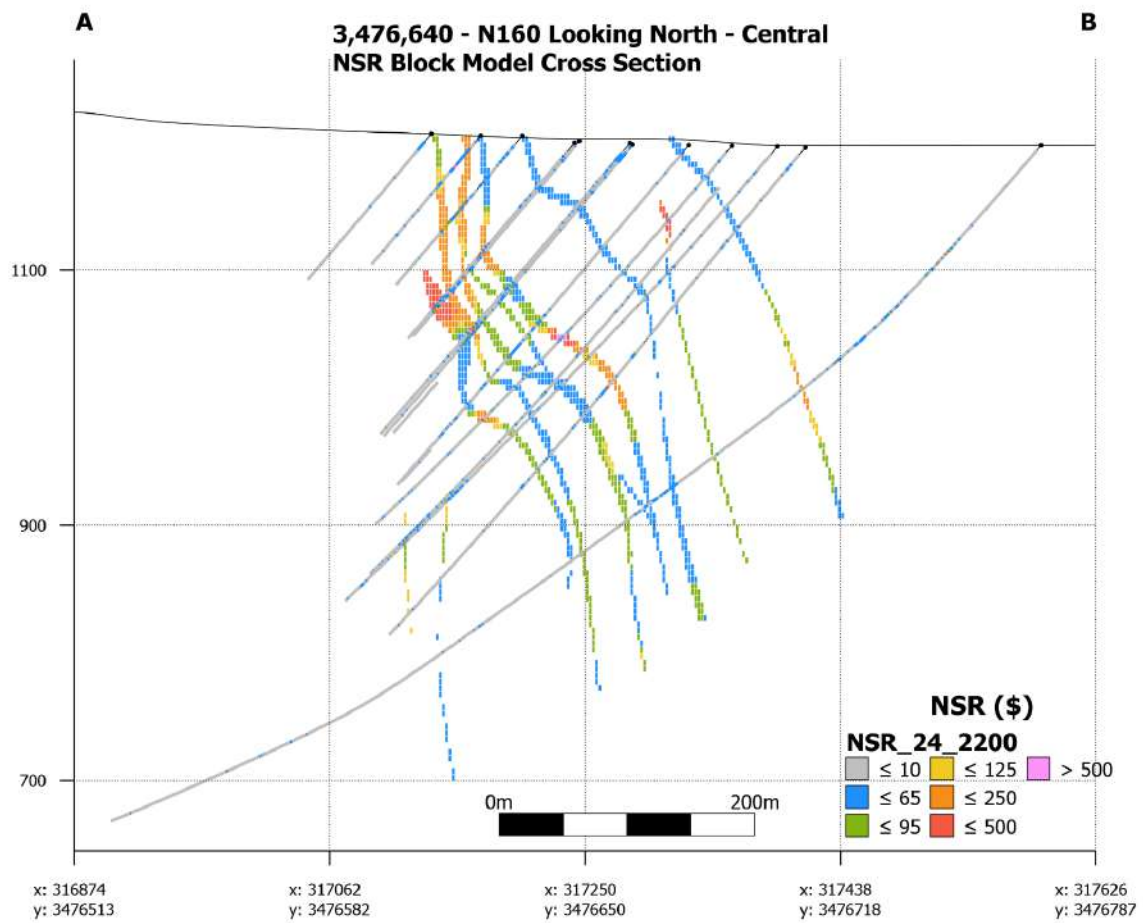 A
B
3,476,640 - N160 Looking North - Central
NSR Block Model Cross Section
1100
900
700
NSR ($)
NSR_24_2200
≤ 10 ≤ 125 > 500
≤ 65 ≤ 250
≤ 95 ≤ 500
0m 200m
x: 316874 x: 317062 x: 317250 x: 317438 x: 317626
y: 3476513 y: 3476582 y: 3476650 y: 3476718 y: 3476787